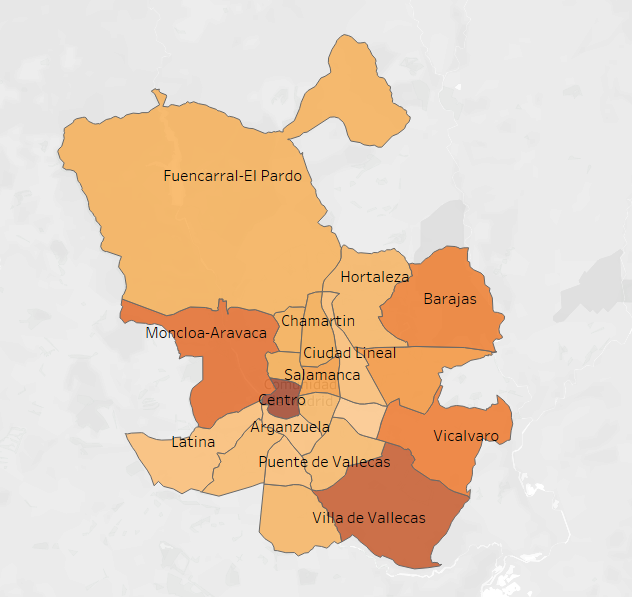 Fuencarral-El Pardo
Hortaleza
Barajas
Chamartin
Moncloa-Aravaca
Ciudad Lineal
Salamanca
Centro
Arganzuela
Latina
Vicalvaro
Puente de Vallecas
Villa de Vallecas